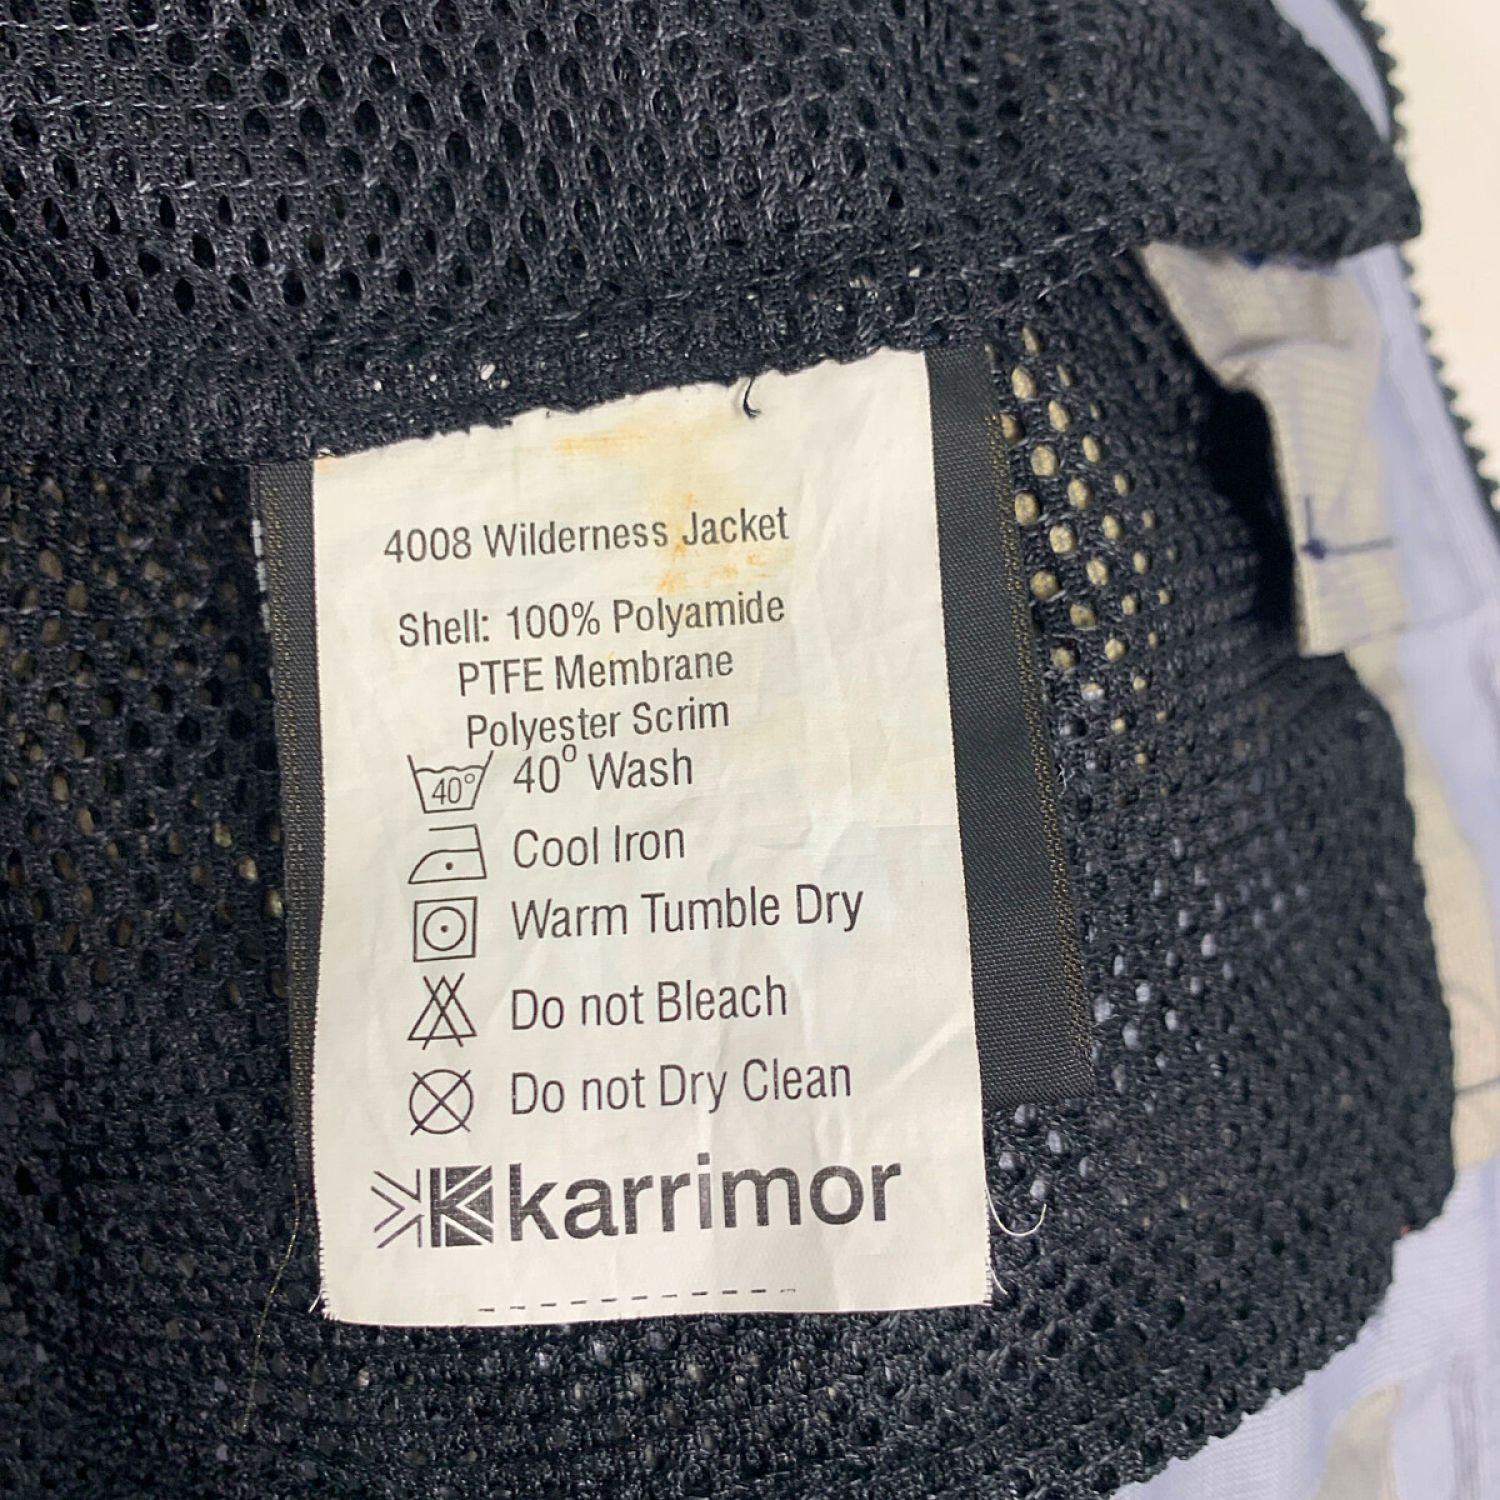 4008 Wilderness Jacket
Shell: 100% Polyamide
PTFE Membrane
Polyester Scrim
40° 40° Wash
Cool Iron
Warm Tumble Dry
Do not Bleach
Do not Dry Clean
karrimor